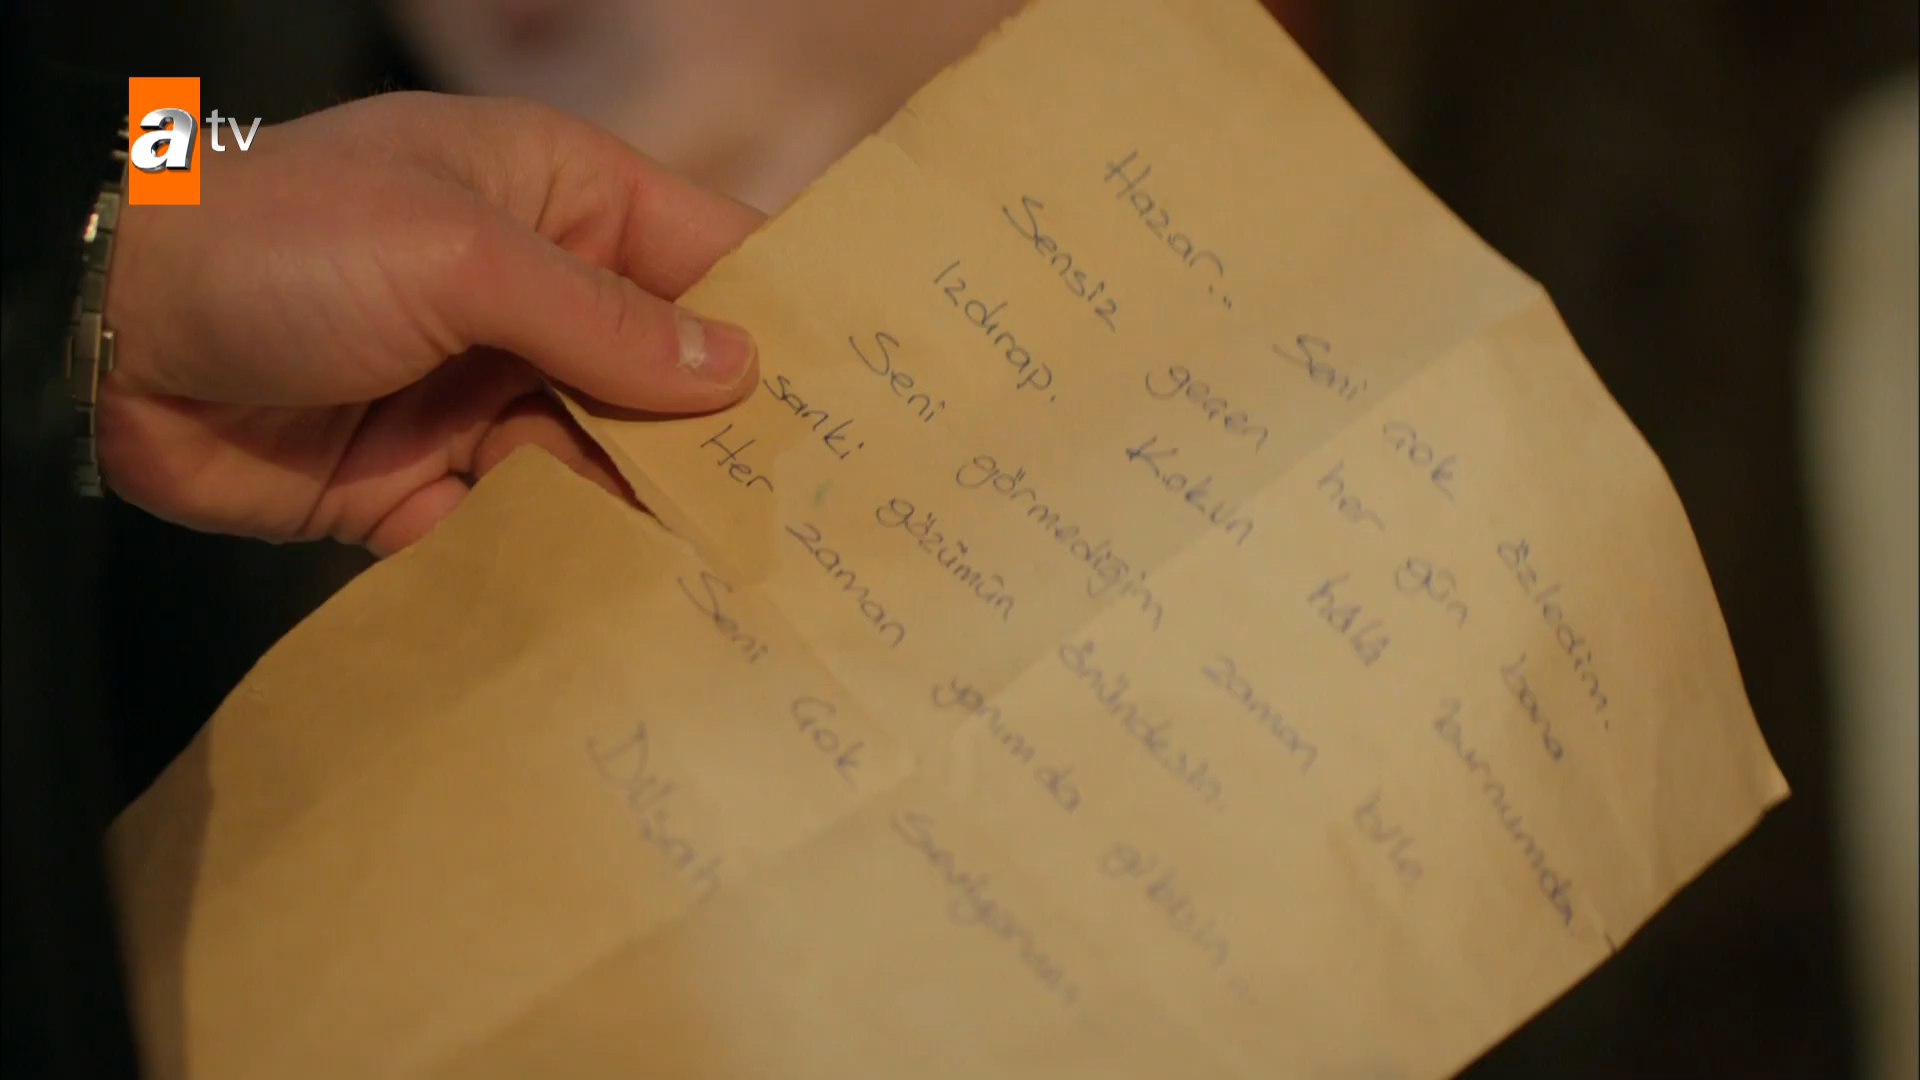 atv
Hazar.. Seni çok özledim.
Sensiz geçen her gün bana
Izdırap. Kokun hâlâ burnumda.
Seni görmediğim zaman bile
sanki gözümün önündesin.
Her zaman yanımda gibisin...
Seni çok seviyorum.
Dilşah